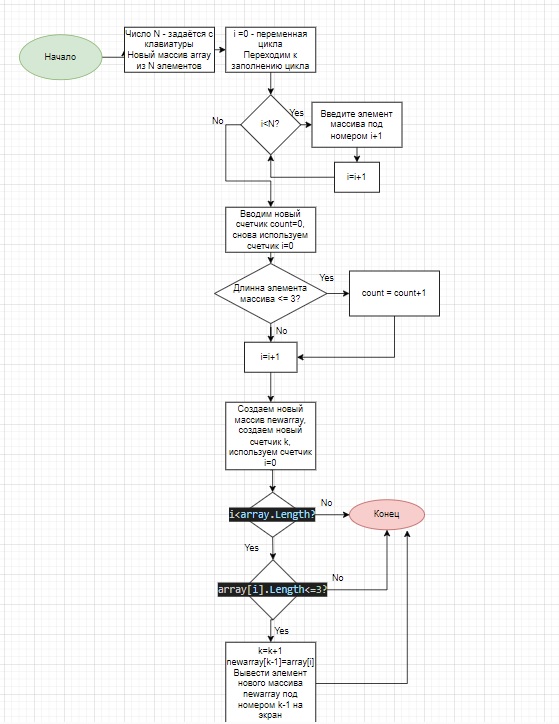 Начало
Число N - задаётся с
клавиатуры
Новый массив array
из N элементов
i =0 - переменная
цикла
Переходим к
заполнению цикла
i<N?
Yes
No
Введите элемент
массива под
номером i+1
i=i+1
Вводим новый
счетчик count=0,
снова используем
счетчик i=0
Длинна элемента
массива <= 3?
Yes
count = count+1
No
i=i+1
Создаем новый
массив newarray,
создаем новый
счетчик k,
используем счетчик
i=0
i<array.Length?
No
Конец
Yes
array[i].Length<=3?
No
Yes
k=k+1
newarray[k-1]=array[i]
Вывести элемент
нового массива
newarray под
номером k-1 на
экран